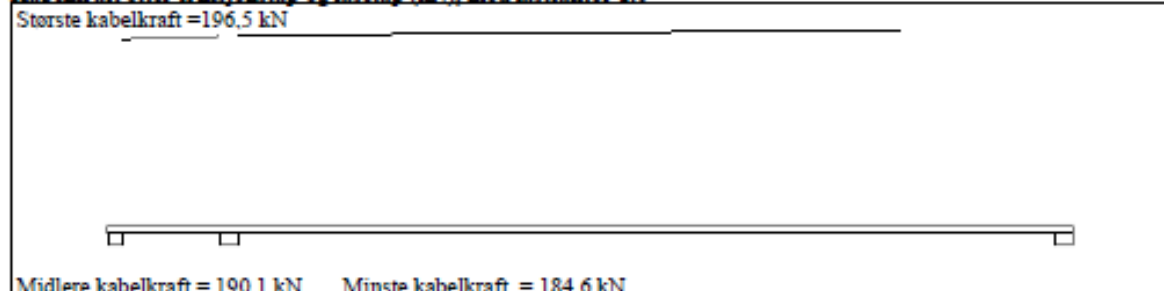 Største kabelkraft =196,5 kN
Midlere kabelkraft = 190,1 kN Minste kabelkraft = 184,6 kN